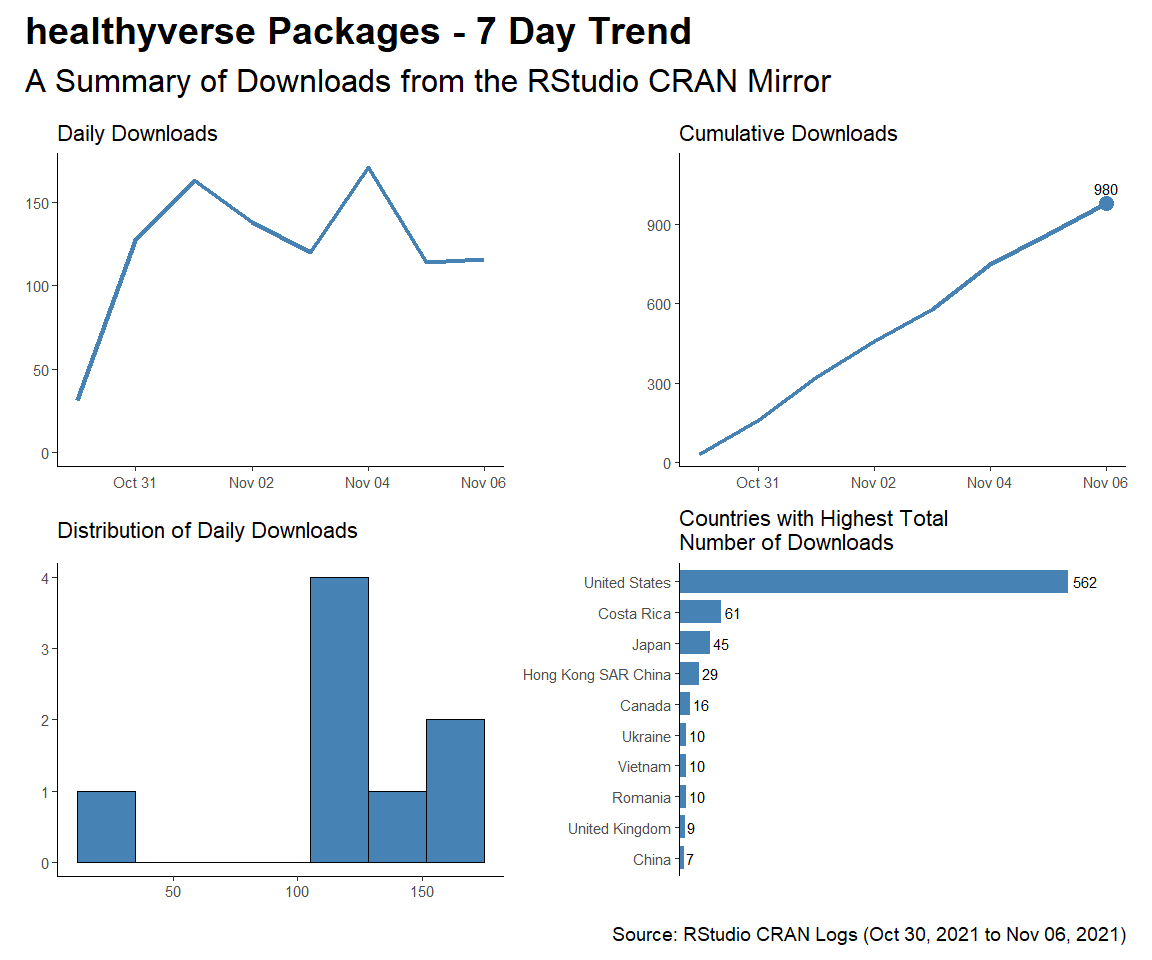 healthyverse Packages - 7 Day Trend
A Summary of Downloads from the RStudio CRAN Mirror
Daily Downloads
150
100
50
0
Oct 31 Nov 02 Nov 04 Nov 06
Cumulative Downloads
980
900
600
300
0
Oct 31 Nov 02 Nov 04 Nov 06
Distribution of Daily Downloads
4
3
2
1
0
50 100 150
Countries with Highest Total
Number of Downloads
United States 562
Costa Rica 61
Japan 45
Hong Kong SAR China 29
Canada 16
Ukraine 10
Vietnam 10
Romania 10
United Kingdom 9
China 7
Source: RStudio CRAN Logs (Oct 30, 2021 to Nov 06, 2021)